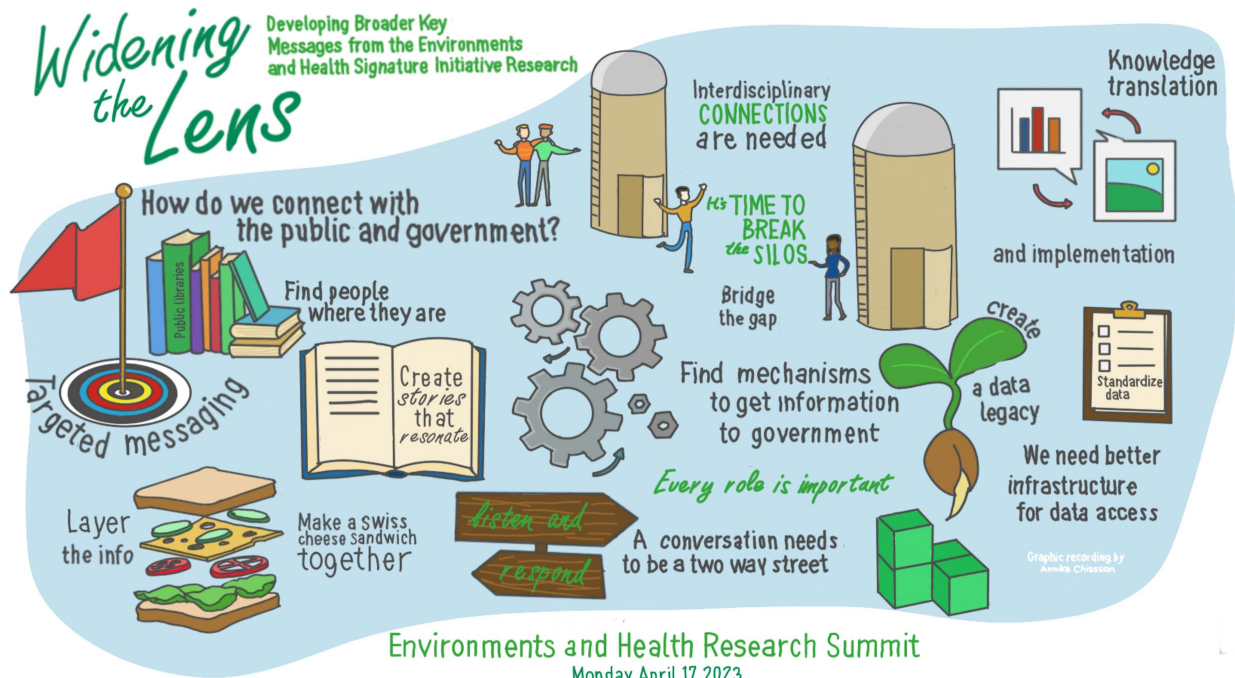 Widening
the Lens
Developing Broader Key
Messages from the Environments
and Health Signature Initiative Research
Interdisciplinary
CONNECTIONS
are needed
Knowledge
translation
and implementation
How do we connect with
the public and government?
Public libraries
Find people
where they are
It's TIME TO
BREAK
the SILOS
Bridge
the gap
Targeted messaging
Create
stories
that
resonate
Find mechanisms
to get information
to government
create
a data
legacy
Standardize
data
We need better
infrastructure
for data access
Every role is important
Layer
the info
Make a swiss
cheese sandwich
together
listen and
respond
A conversation needs
to be a two way street
Graphic recording by
Annika Chiasson
Environments and Health Research Summit
Monday April 17 2023